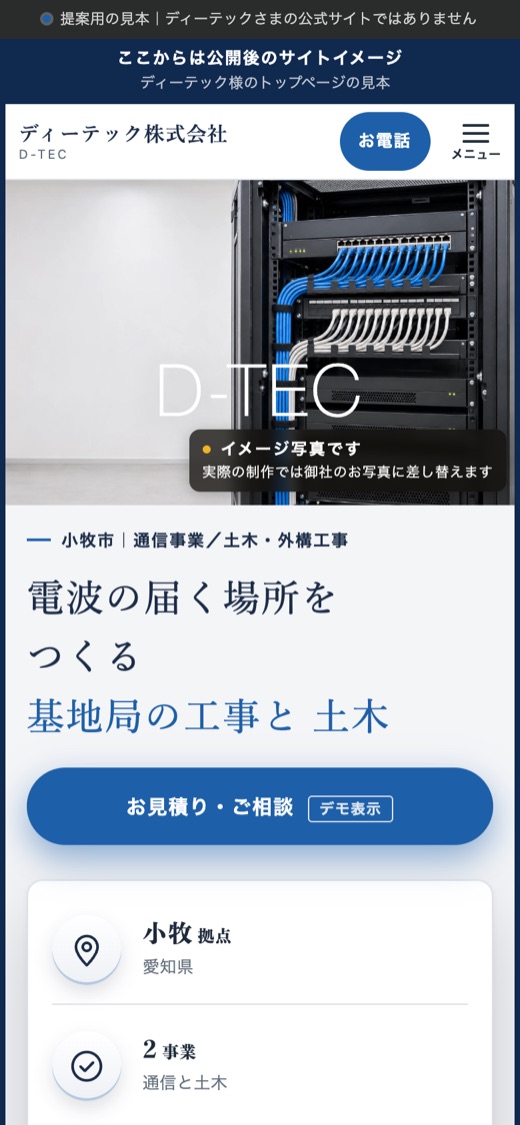 提案用の見本｜ディーテックさまの公式サイトではありません
ここからは公開後のサイトイメージ
ディーテック様のトップページの見本
ディーテック株式会社
D-TEC
お電話
メニュー
D-TEC
イメージ写真です
実際の制作では御社のお写真に差し替えます
小牧市｜通信事業／土木・外構工事
電波の届く場所を
つくる
基地局の工事と 土木
お見積り・ご相談 デモ表示
小牧 拠点
愛知県
2 事業
通信と土木